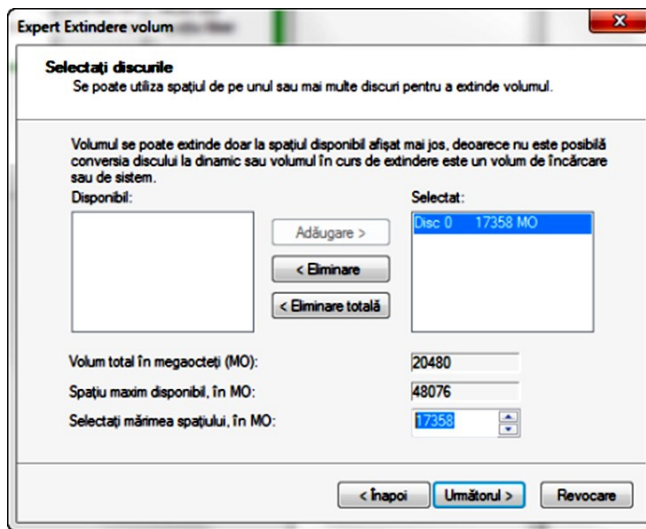 Expert Extindere volum
Selectați discurile
Se poate utiliza spațiul de pe unul sau mai multe discuri pentru a extinde volumul.
Volumul se poate extinde doar la spațiul disponibil afișat mai jos, deoarece nu este posibilă
conversia discului la dinamic sau volumul în curs de extindere este un volum de încărcare
sau de sistem.
Disponibil:
Selectat:
Disc 0 17358 MO
Adăugare >
< Eliminare
< Eliminare totală
Volum total în megaocteți (MO): 20480
Spațiu maxim disponibil, în MO: 48076
Selectați mărimea spațiului, în MO: 17358
< Înapoi Următorul > Revocare